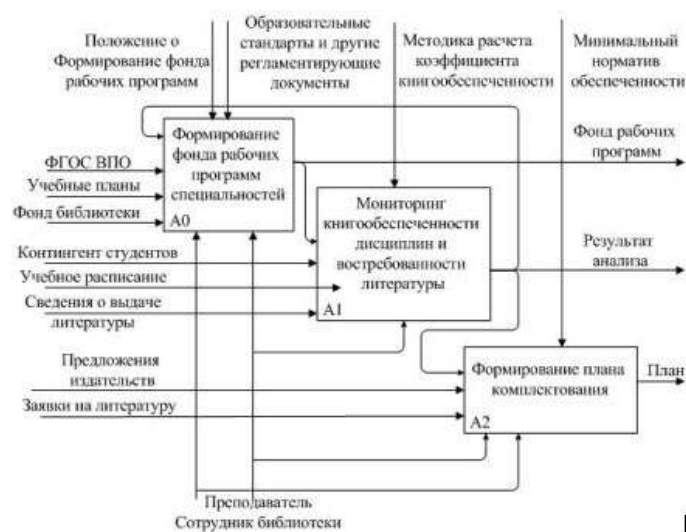 Положение о
Формирование фонда
рабочих программ
Образовательные
стандарты и другие
регламентирующие
документы
Методика расчета
коэффициента
книгообеспеченности
Минимальный
норматив
обеспеченности
Формирование
фонда рабочих
программ
специальностей
A0
Фонд рабочих
программ
ФГОС ВПО
Учебные планы
Фонд библиотеки
Мониторинг
книгообеспеченности
дисциплин и
востребованности
литературы
A1
Результат
анализа
Контингент студентов
Учебное расписание
Сведения о выдаче
литературы
Предложения
издательств
Заявки на литературу
Формирование плана
комплектования
A2
План
Преподаватель
Сотрудник библиотеки